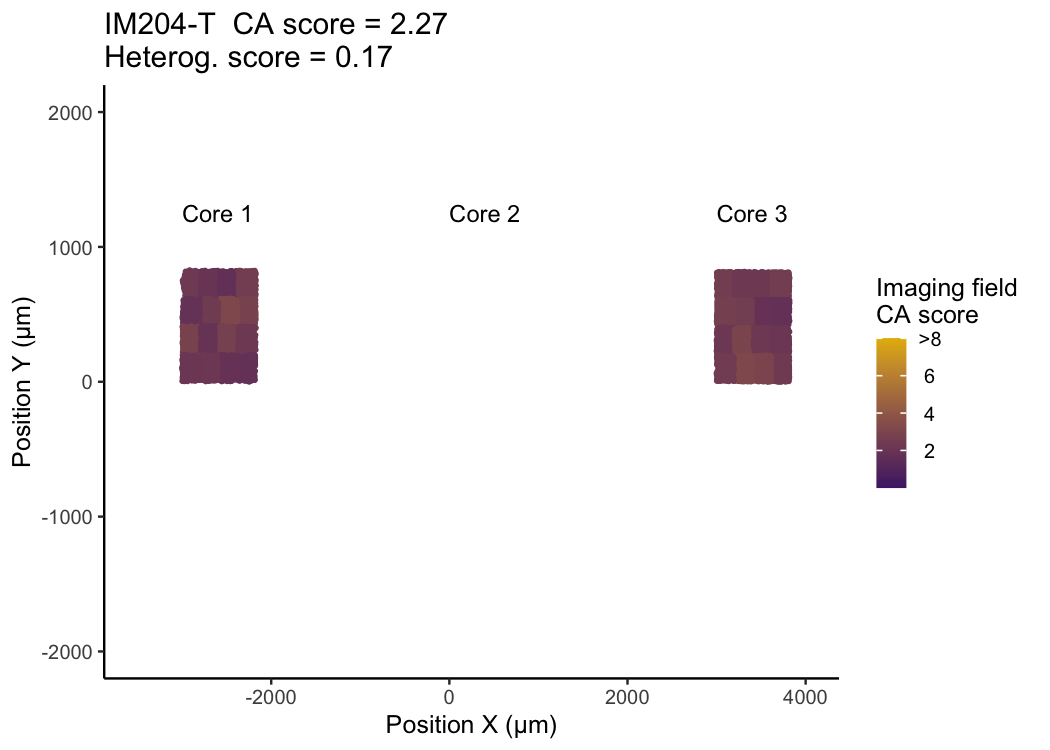 IM204-T  CA score = 2.27
Heterog. score = 0.17
2000
1000
0
-1000
-2000
Position Y (µm)
Core 1
Core 2
Core 3
-2000
0
2000
4000
Position X (µm)
Imaging field
CA score
>8
6
4
2